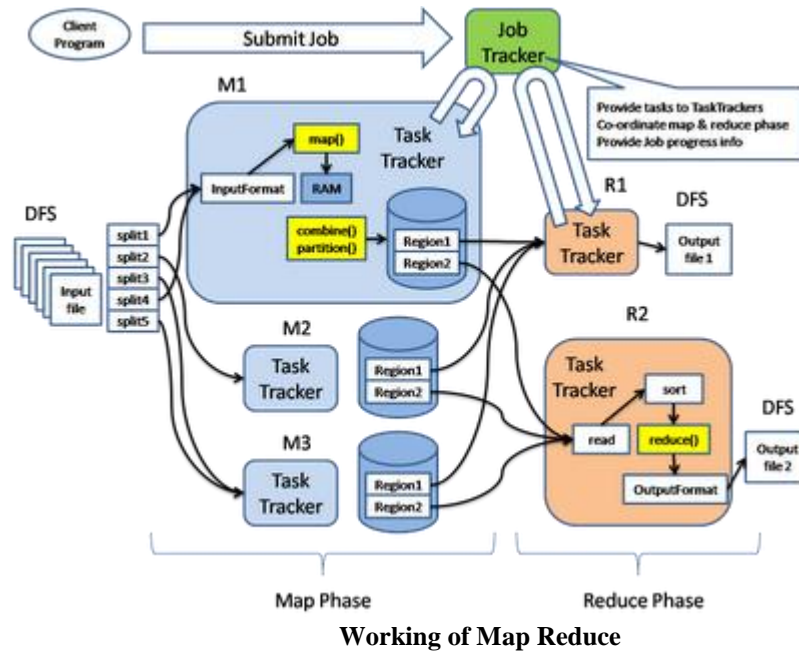 Client
Program
Submit Job
Job
Tracker
Provide tasks to TaskTrackers
Co-ordinate map & reduce phase
Provide Job progress info
M1
Task
Tracker
map()
InputFormat
RAM
combine()
partition()
Region1
Region2
DFS
Input
file
split1
split2
split3
split4
split5
M2
Task
Tracker
Region1
Region2
M3
Task
Tracker
Region1
Region2
R1
Task
Tracker
DFS
Output
file 1
R2
Task
Tracker
sort
read
reduce()
OutputFormat
DFS
Output
file 2
Map Phase
Reduce Phase
Working of Map Reduce